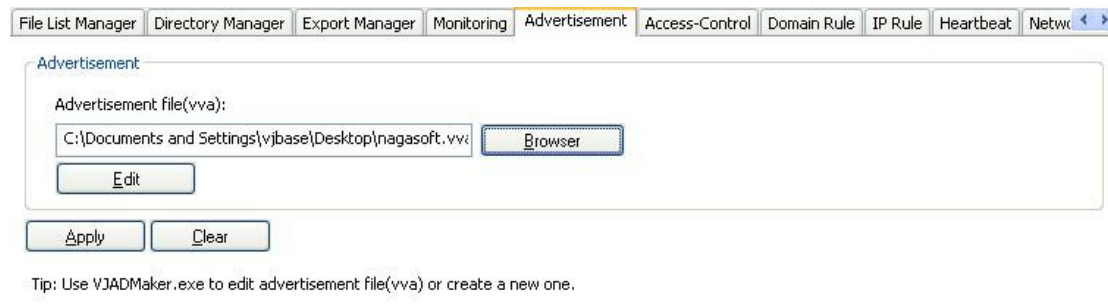 File List Manager Directory Manager Export Manager Monitoring Advertisement Access-Control Domain Rule IP Rule Heartbeat Netwo
Advertisement
Advertisement file(vva):
C:\Documents and Settings\vjbase\Desktop\nagasoft.vva Browser
Edit
Apply Clear
Tip: Use VJADMaker.exe to edit advertisement file(vva) or create a new one.